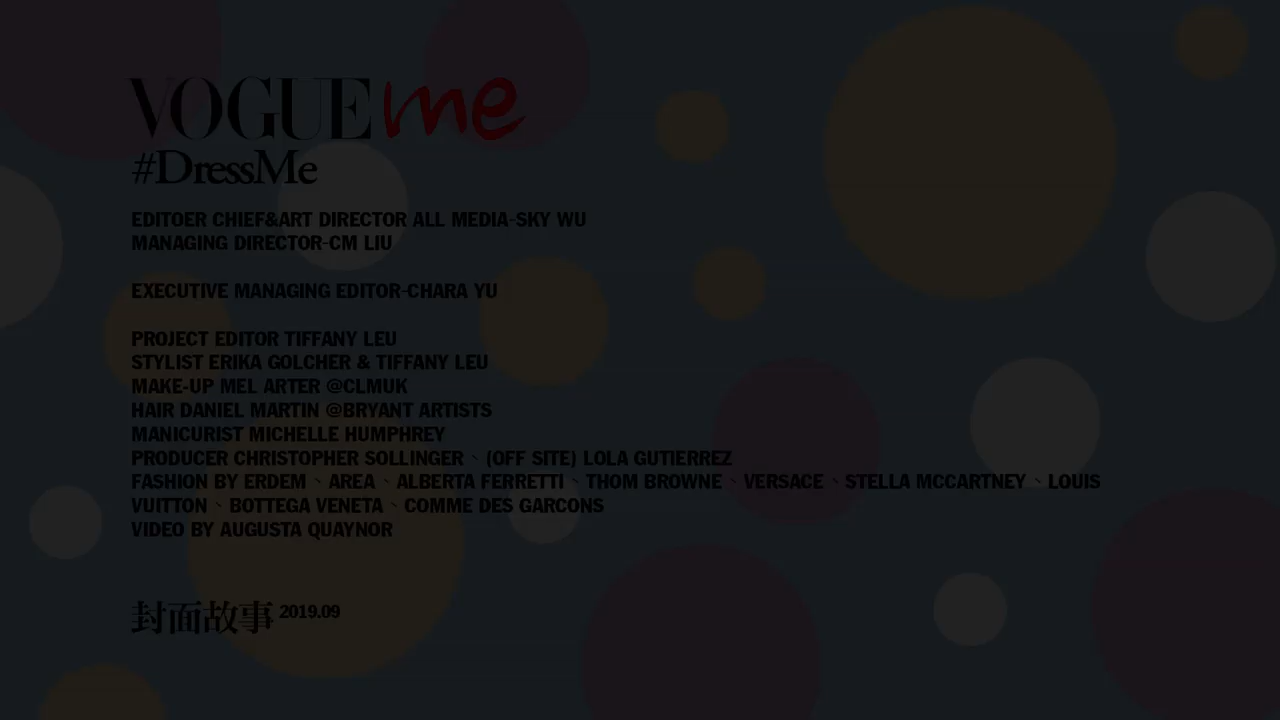 VOGUEme
#DressMe
EDITOER CHIEF&ART DIRECTOR ALL MEDIA-SKY WU
MANAGING DIRECTOR-CM LIU
EXECUTIVE MANAGING EDITOR-CHARA YU
PROJECT EDITOR TIFFANY LEU
STYLIST ERIKA GOLCHER & TIFFANY LEU
MAKE-UP MEL ARTER @CLMUK
HAIR DANIEL MARTIN @BRYANT ARTISTS
MANICURIST MICHELLE HUMPHREY
PRODUCER CHRISTOPHER SOLLINGER、(OFF SITE) LOLA GUTIERREZ
FASHION BY ERDEM、AREA、ALBERTA FERRETTI、THOM BROWNE、VERSACE、STELLA MCCARTNEY、LOUIS
VUITTON、BOTTEGA VENETA、COMME DES GARCONS
VIDEO BY AUGUSTA QUAYNOR
封面故事 2019.09